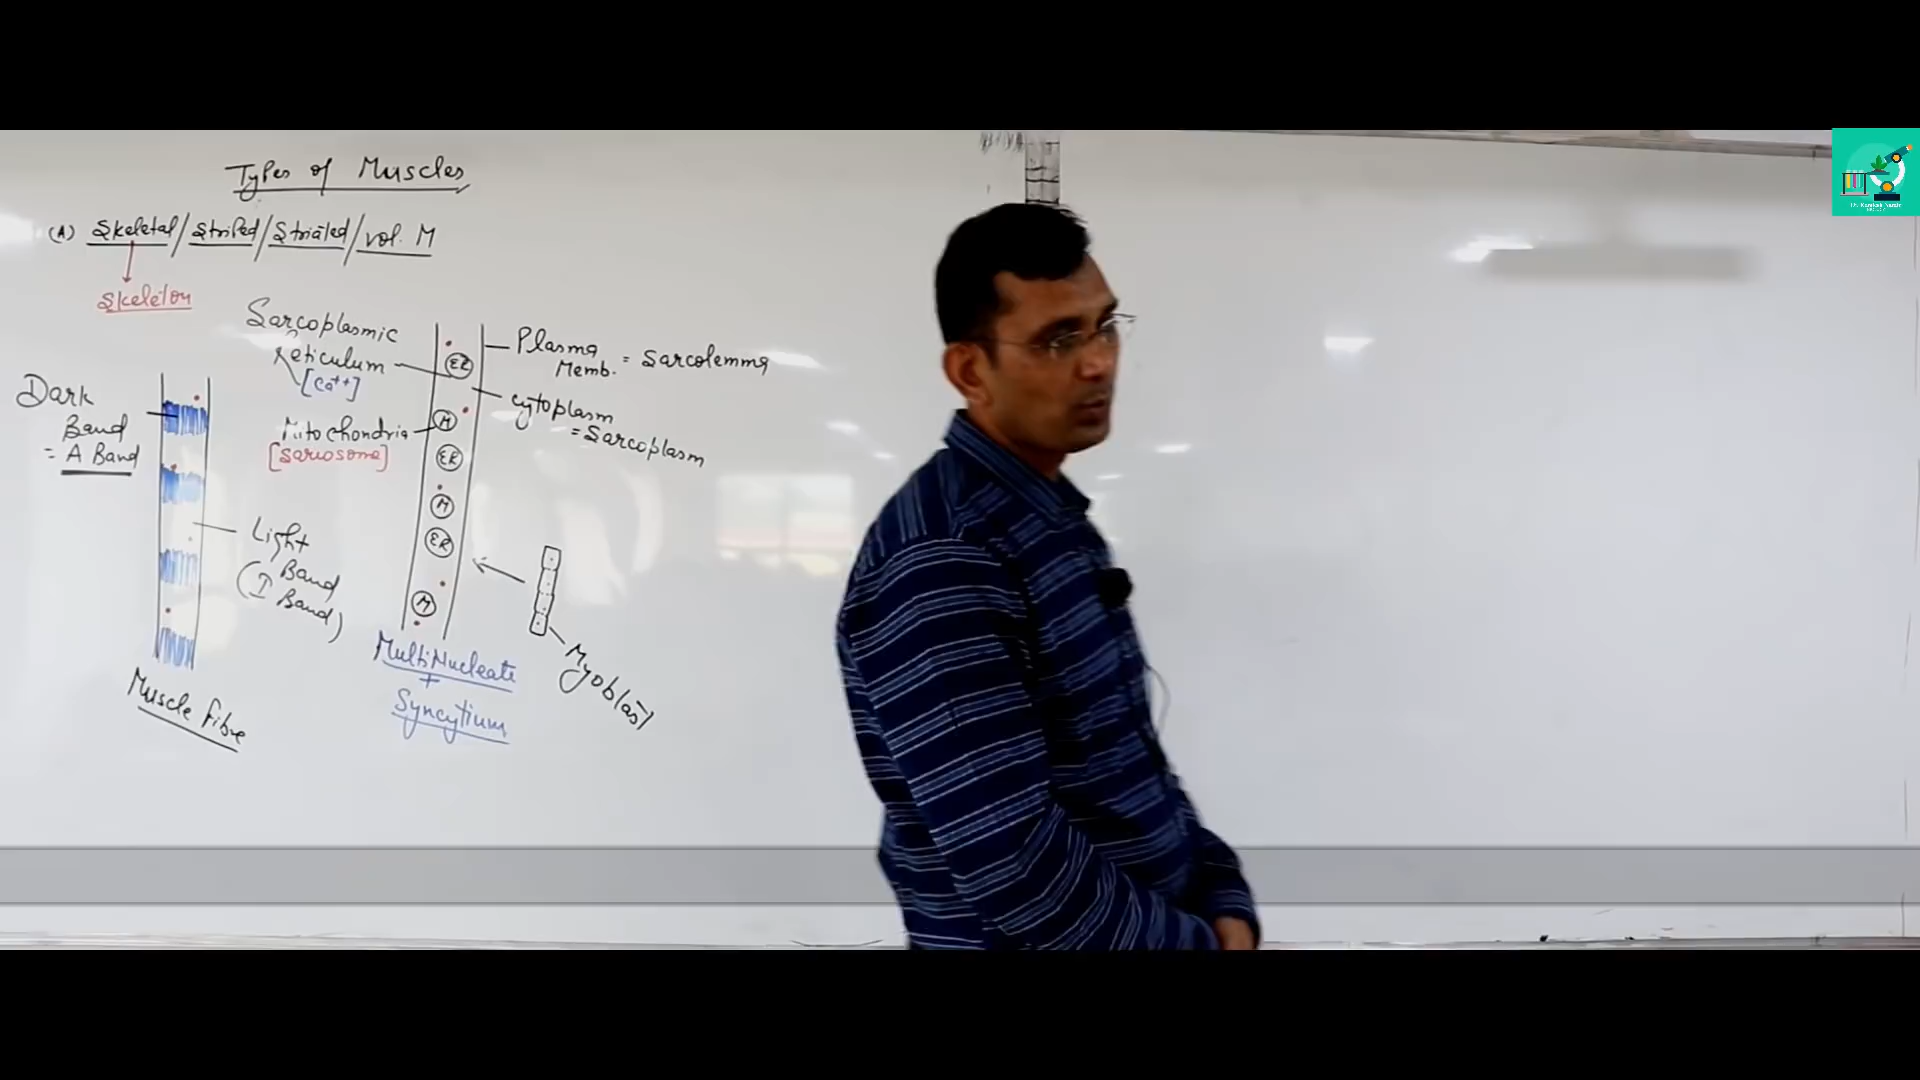 Types of Muscles
(A) Skeletal/Striped/Striated/vol. M
Skeleton
Sarcoplasmic
Reticulum
[Ca++]
Mitochondria
[Sarcosome]
ER
M
ER
M
ER
M
Plasma
Memb. = Sarcolemma
cytoplasm
= Sarcoplasm
Dark
Band
= A Band
Light
Band
(I Band)
Muscle fibre
MultiNucleate
+
Syncytium
Myoblast